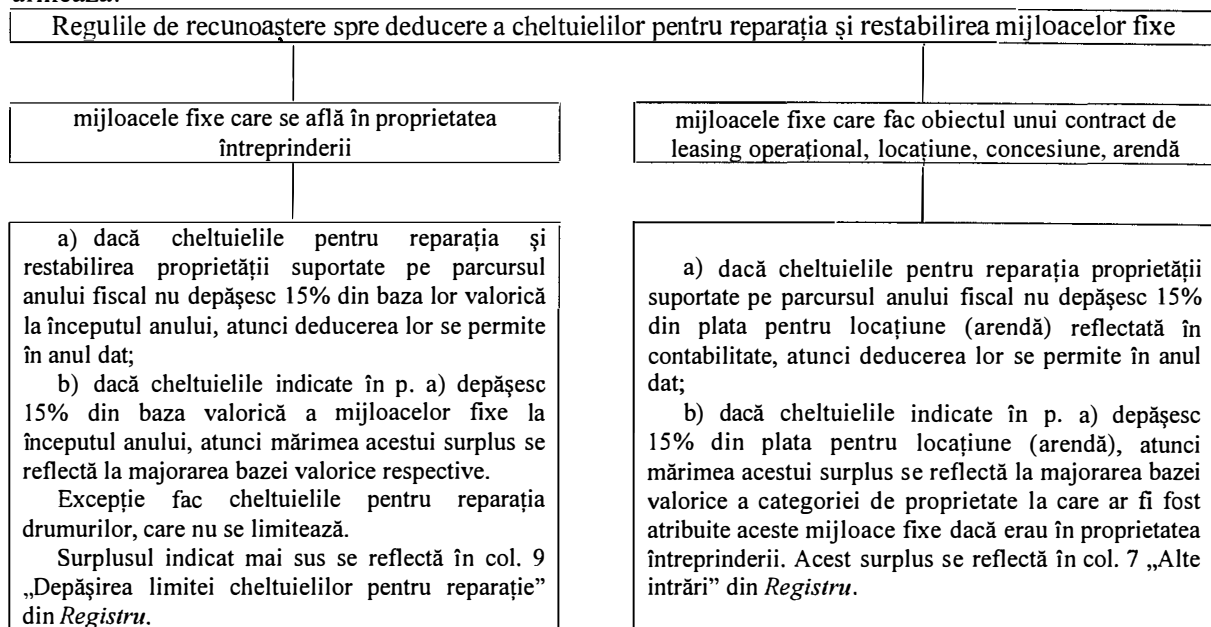 Regulile de recunoaștere spre deducere a cheltuielilor pentru reparația și restabilirea mijloacelor fixe
mijloacele fixe care se află în proprietatea
întreprinderii
a) dacă cheltuielile pentru reparația și
restabilirea proprietății suportate pe parcursul
anului fiscal nu depășesc 15% din baza lor valorică
la începutul anului, atunci deducerea lor se permite
în anul dat;
b) dacă cheltuielile indicate în p. a) depășesc
15% din baza valorică a mijloacelor fixe la
începutul anului, atunci mărimea acestui surplus se
reflectă la majorarea bazei valorice respective.
Excepție fac cheltuielile pentru reparația
drumurilor, care nu se limitează.
Surplusul indicat mai sus se reflectă în col. 9
„Depășirea limitei cheltuielilor pentru reparație”
din Registru.
mijloacele fixe care fac obiectul unui contract de
leasing operațional, locațiune, concesiune, arendă
a) dacă cheltuielile pentru reparația proprietății
suportate pe parcursul anului fiscal nu depășesc 15%
din plata pentru locațiune (arendă) reflectată în
contabilitate, atunci deducerea lor se permite în anul
dat;
b) dacă cheltuielile indicate în p. a) depășesc
15% din plata pentru locațiune (arendă), atunci
mărimea acestui surplus se reflectă la majorarea bazei
valorice a categoriei de proprietate la care ar fi fost
atribuite aceste mijloace fixe dacă erau în proprietatea
întreprinderii. Acest surplus se reflectă în col. 7 „Alte
intrări” din Registru.